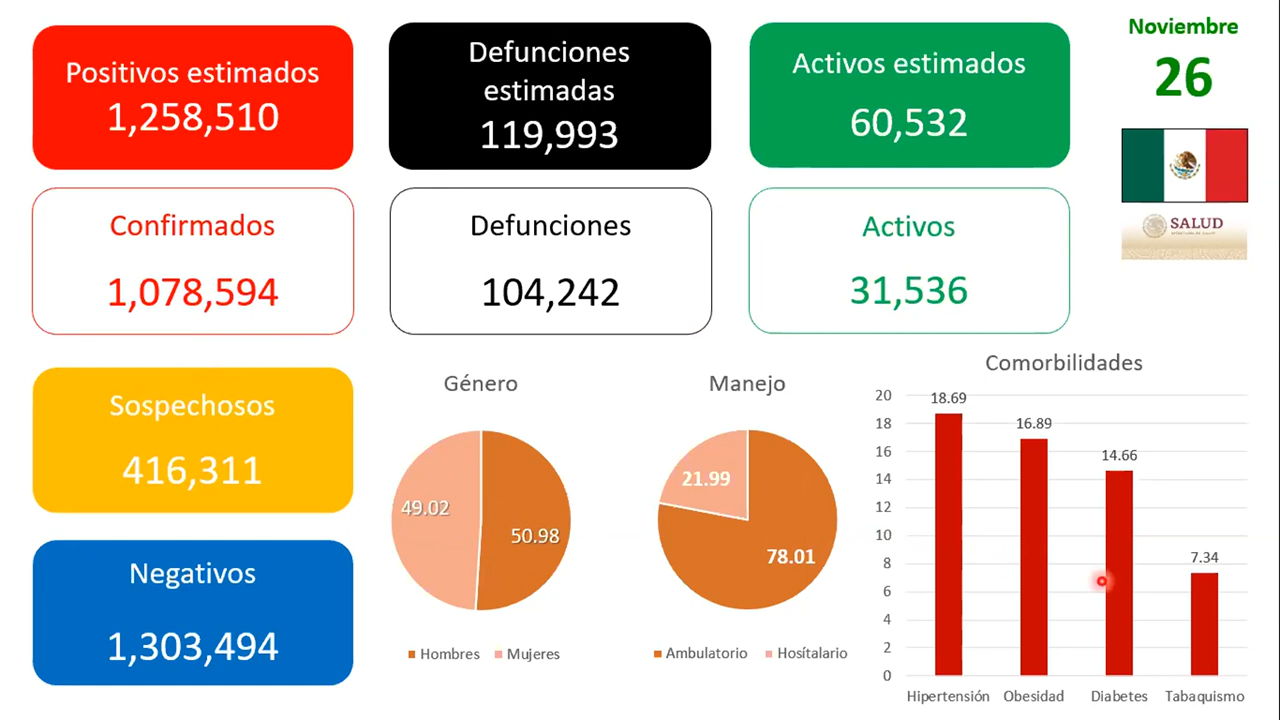 Positivos estimados
1,258,510
Defunciones
estimadas
119,993
Activos estimados
60,532
Noviembre
26
SALUD
Confirmados
1,078,594
Defunciones
104,242
Activos
31,536
Sospechosos
416,311
Negativos
1,303,494
Género
49.02
50.98
Hombres Mujeres
Manejo
21.99
78.01
Ambulatorio Hosítalario
Comorbilidades
20
18
16
14
12
10
8
6
4
2
0
18.69
16.89
14.66
7.34
Hipertensión Obesidad Diabetes Tabaquismo